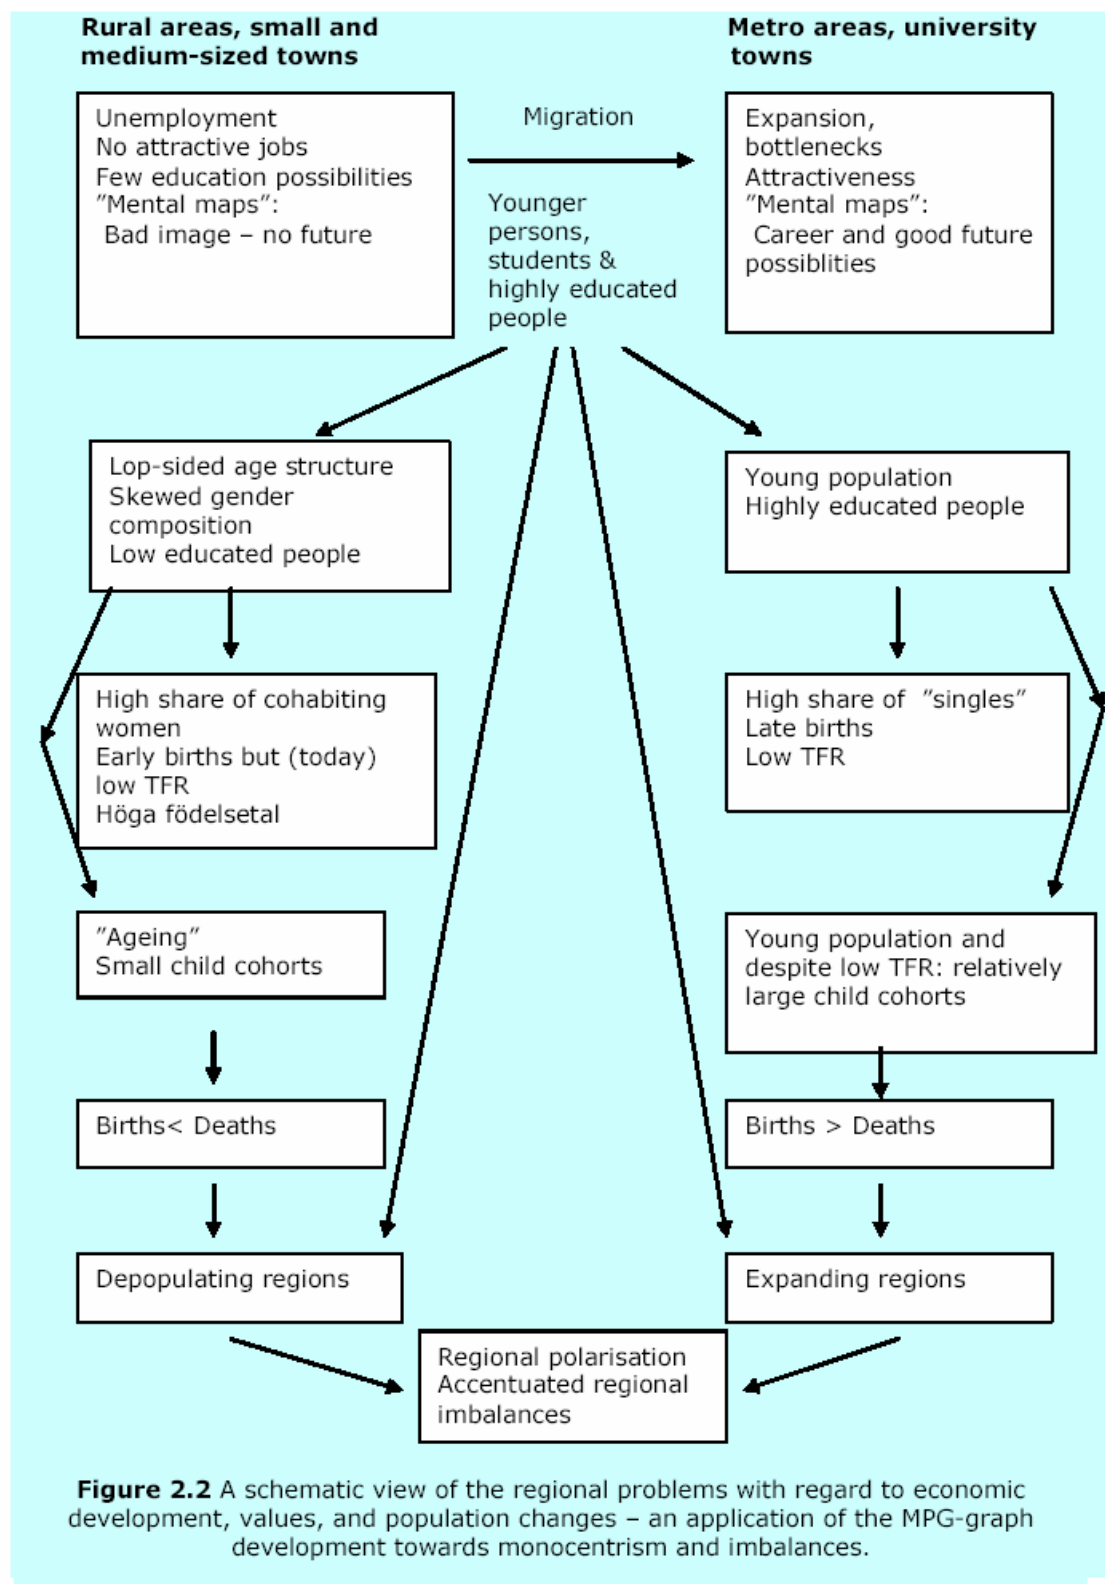 Rural areas, small and
medium-sized towns
Metro areas, university
towns
Unemployment
No attractive jobs
Few education possibilities
”Mental maps”:
Bad image – no future
Migration
Younger
persons,
students &
highly educated
people
Expansion,
bottlenecks
Attractiveness
”Mental maps”:
Career and good future
possiblities
Lop-sided age structure
Skewed gender
composition
Low educated people
Young population
Highly educated people
High share of cohabiting
women
Early births but (today)
low TFR
Höga födelsetal
High share of ”singles”
Late births
Low TFR
”Ageing”
Small child cohorts
Young population and
despite low TFR: relatively
large child cohorts
Births< Deaths
Births > Deaths
Depopulating regions
Expanding regions
Regional polarisation
Accentuated regional
imbalances
Figure 2.2 A schematic view of the regional problems with regard to economic
development, values, and population changes – an application of the MPG-graph
development towards monocentrism and imbalances.